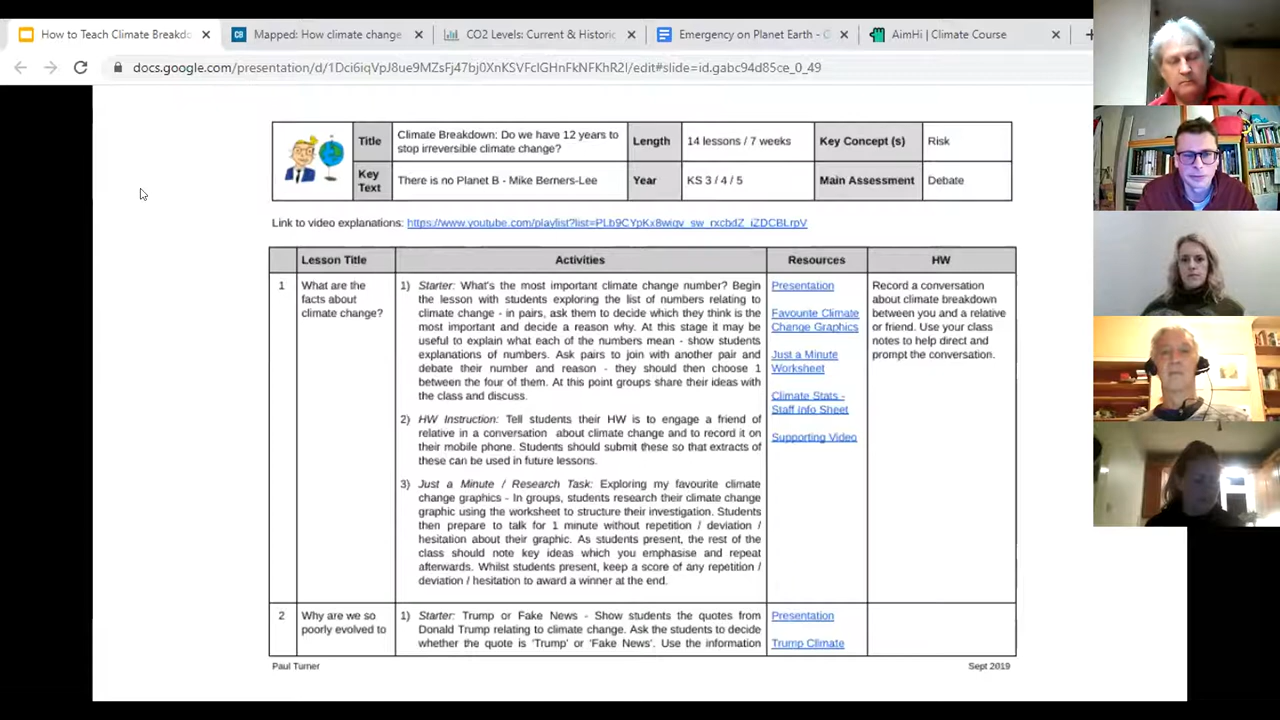 How to Teach Climate Breakdo
Mapped: How climate change
CO2 Levels: Current & Historic
Emergency on Planet Earth -
AimHi | Climate Course
docs.google.com/presentation/d/1Dci6iqVpJ8ue9MZsFj47bjXnKSVFcIGHnFkNFKhR2I/edit#slide=id.gabc94d85ce_0_49
Title
Climate Breakdown: Do we have 12 years to
stop irreversible climate change?
Length
14 lessons / 7 weeks
Key Concept (s)
Risk
Key
Text
There is no Planet B - Mike Berners-Lee
Year
KS 3 / 4 / 5
Main Assessment
Debate
Link to video explanations: https://www.youtube.com/playlist?list=PLb9CYpKx8wigv_sw_rxcbdZ_iZDCBLrpV
Lesson Title
Activities
Resources
HW
1
What are the
facts about
climate change?
1) Starter: What's the most important climate change number? Begin
the lesson with students exploring the list of numbers relating to
climate change - in pairs, ask them to decide which they think is the
most important and decide a reason why. At this stage it may be
useful to explain what each of the numbers mean - show students
explanations of numbers. Ask pairs to join with another pair and
debate their number and reason - they should then choose 1
between the four of them. At this point groups share their ideas with
the class and discuss.
2) HW Instruction: Tell students their HW is to engage a friend of
relative in a conversation about climate change and to record it on
their mobile phone. Students should submit these so that extracts of
these can be used in future lessons.
3) Just a Minute / Research Task: Exploring my favourite climate
change graphics - In groups, students research their climate change
graphic using the worksheet to structure their investigation. Students
then prepare to talk for 1 minute without repetition / deviation /
hesitation about their graphic. As students present, the rest of the
class should note key ideas which you emphasise and repeat
afterwards. Whilst students present, keep a score of any repetition /
deviation / hesitation to award a winner at the end.
Presentation
Favourite Climate
Change Graphics
Just a Minute
Worksheet
Climate Stats -
Staff info Sheet
Supporting Video
Record a conversation
about climate breakdown
between you and a relative
or friend. Use your class
notes to help direct and
prompt the conversation.
2
Why are we so
poorly evolved to
1) Starter: Trump or Fake News - Show students the quotes from
Donald Trump relating to climate change. Ask the students to decide
whether the quote is 'Trump' or 'Fake News'. Use the information
Presentation
Trump Climate
Paul Turner
Sept 2019